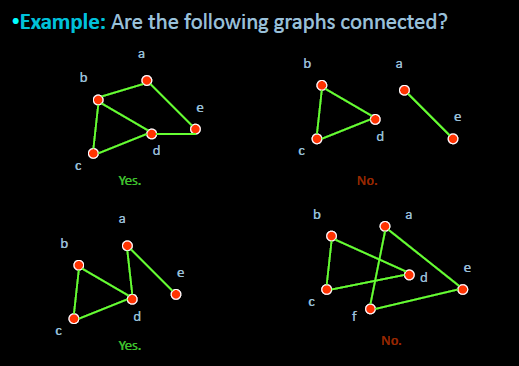 •Example: Are the following graphs connected?
a
b
e
d
c
Yes.
b
a
e
d
c
No.
a
b
e
d
c
Yes.
b
a
e
d
c
f
No.